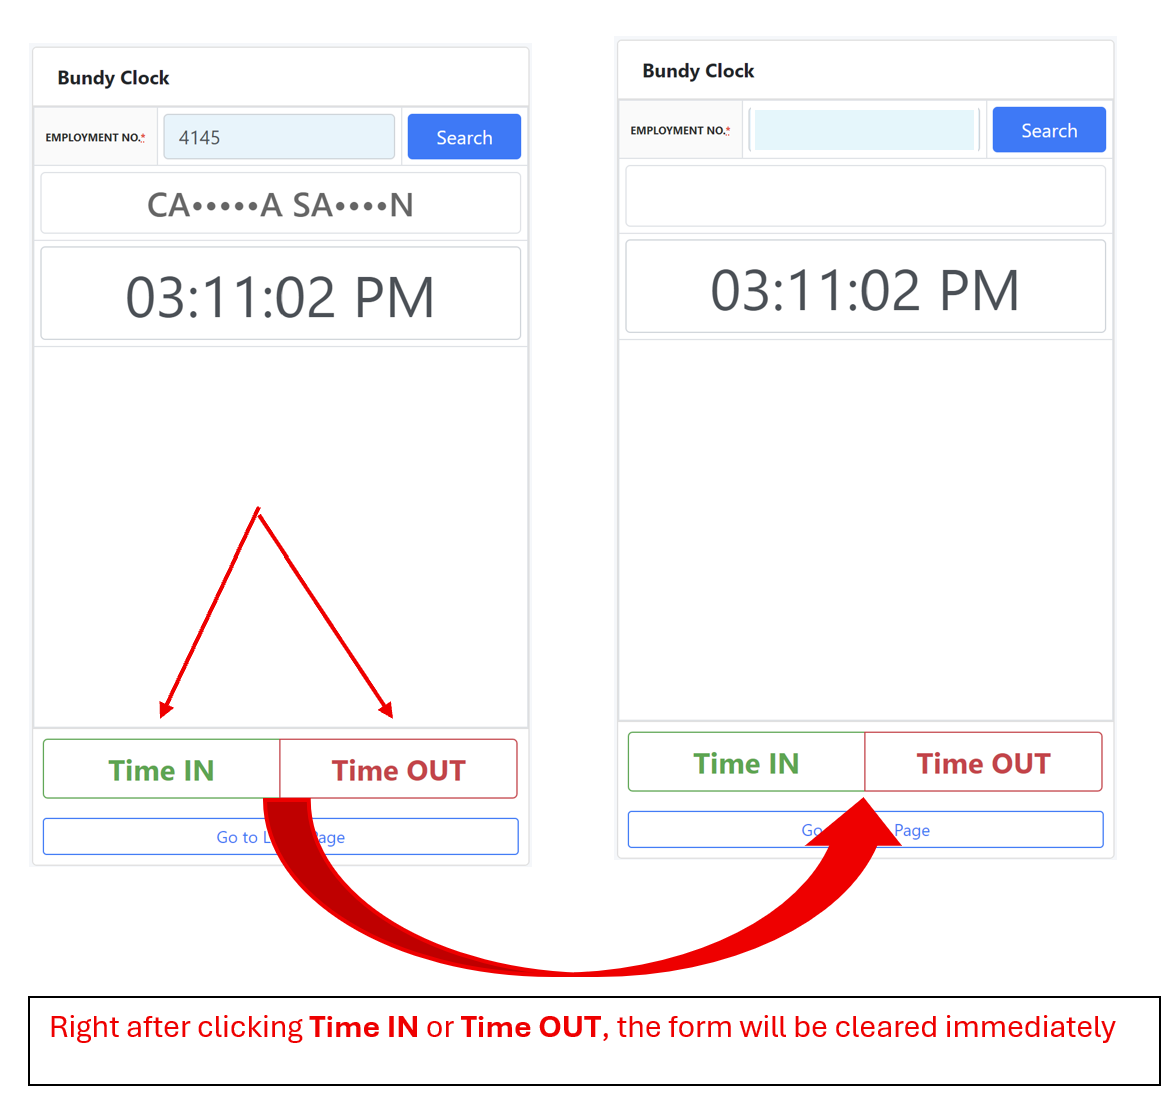 Bundy Clock
EMPLOYMENT NO.*
4145
Search
CA•••••A SA••••N
03:11:02 PM
Time IN
Time OUT
Go to L
age
Bundy Clock
EMPLOYMENT NO.*
Search
03:11:02 PM
Time IN
Time OUT
Go
Page
Right after clicking Time IN or Time OUT, the form will be cleared immediately